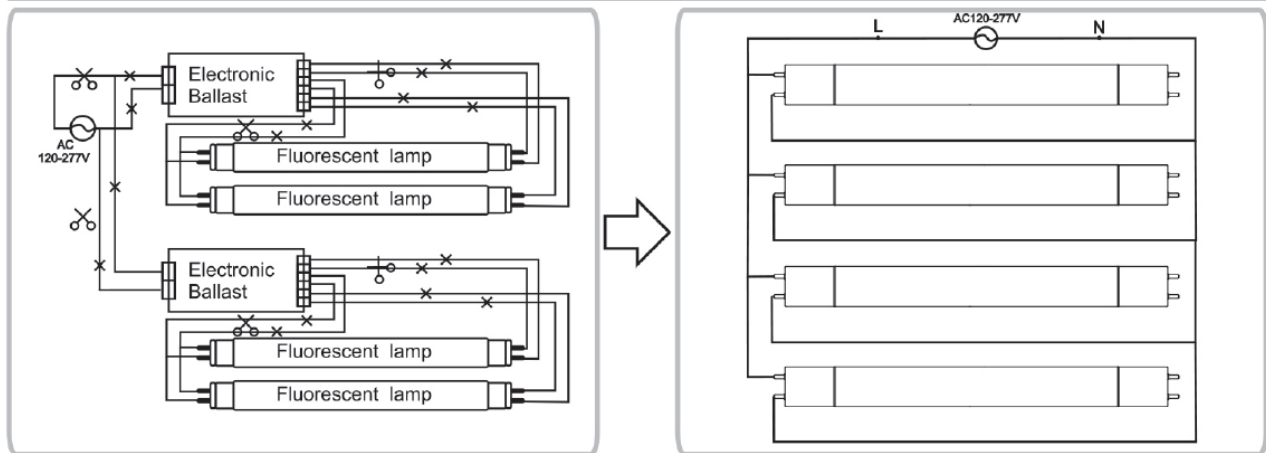 Electronic
Ballast
AC
120-277V
Fluorescent lamp
Fluorescent lamp
Electronic
Ballast
Fluorescent lamp
Fluorescent lamp
AC120-277V
L
N